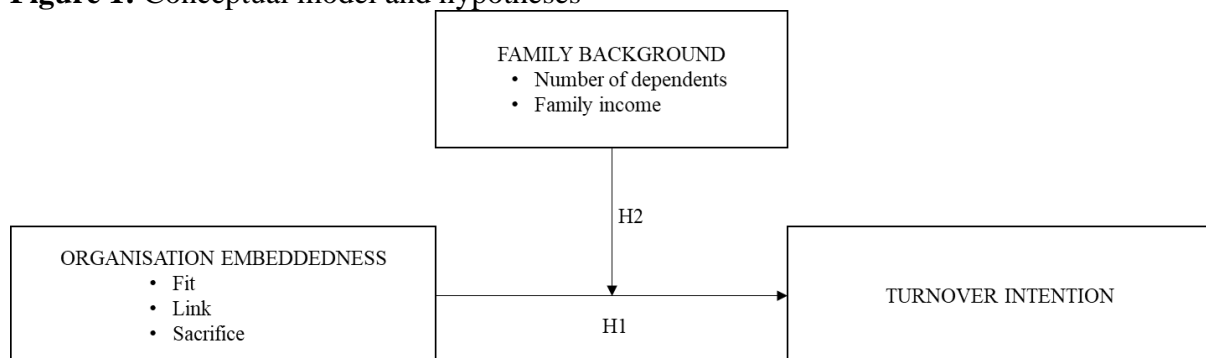 Figure 1: Conceptual model and hypotheses
FAMILY BACKGROUND
• Number of dependents
• Family income
H2
ORGANISATION EMBEDDEDNESS
• Fit
• Link
• Sacrifice
H1
TURNOVER INTENTION